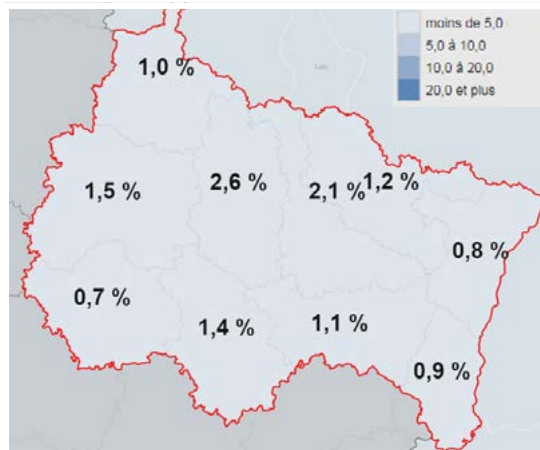 moins de 5,0
5,0 à 10,0
10,0 à 20,0
20,0 et plus
1,0 %
1,5 %
2,6 %
2,1 %
1,2 %
0,8 %
0,7 %
1,4 %
1,1 %
0,9 %